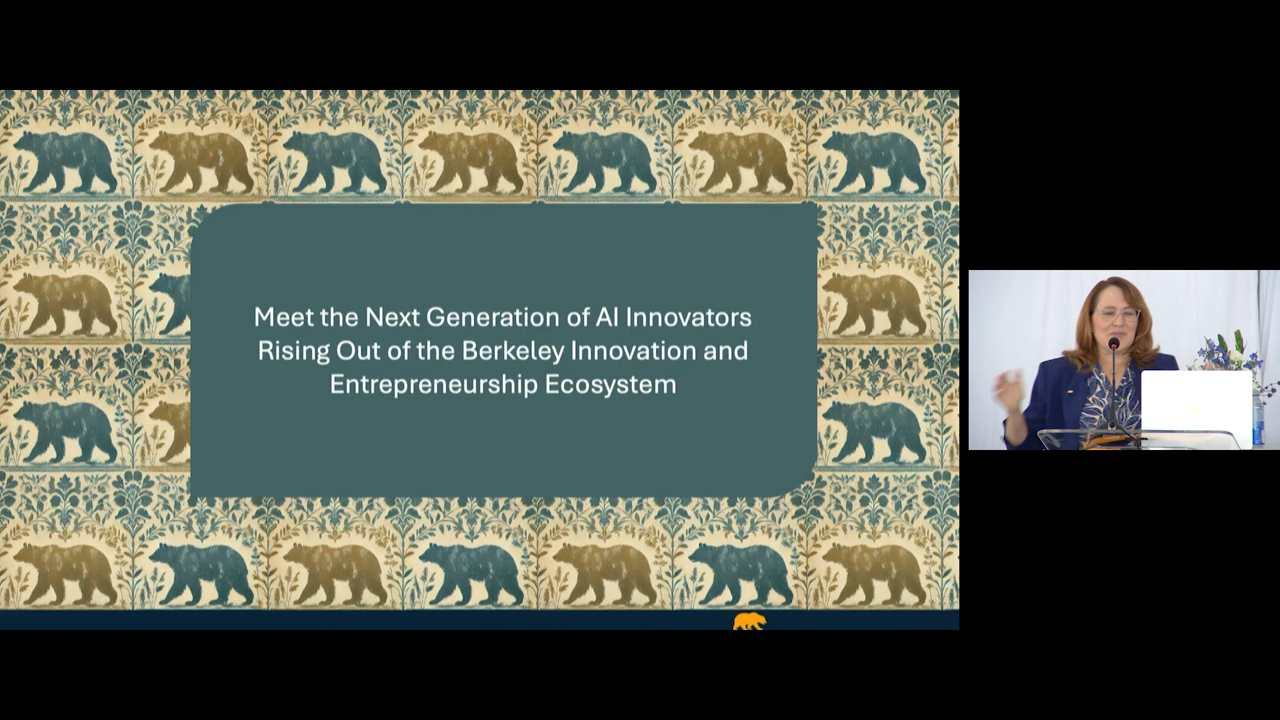 Meet the Next Generation of AI Innovators
Rising Out of the Berkeley Innovation and
Entrepreneurship Ecosystem